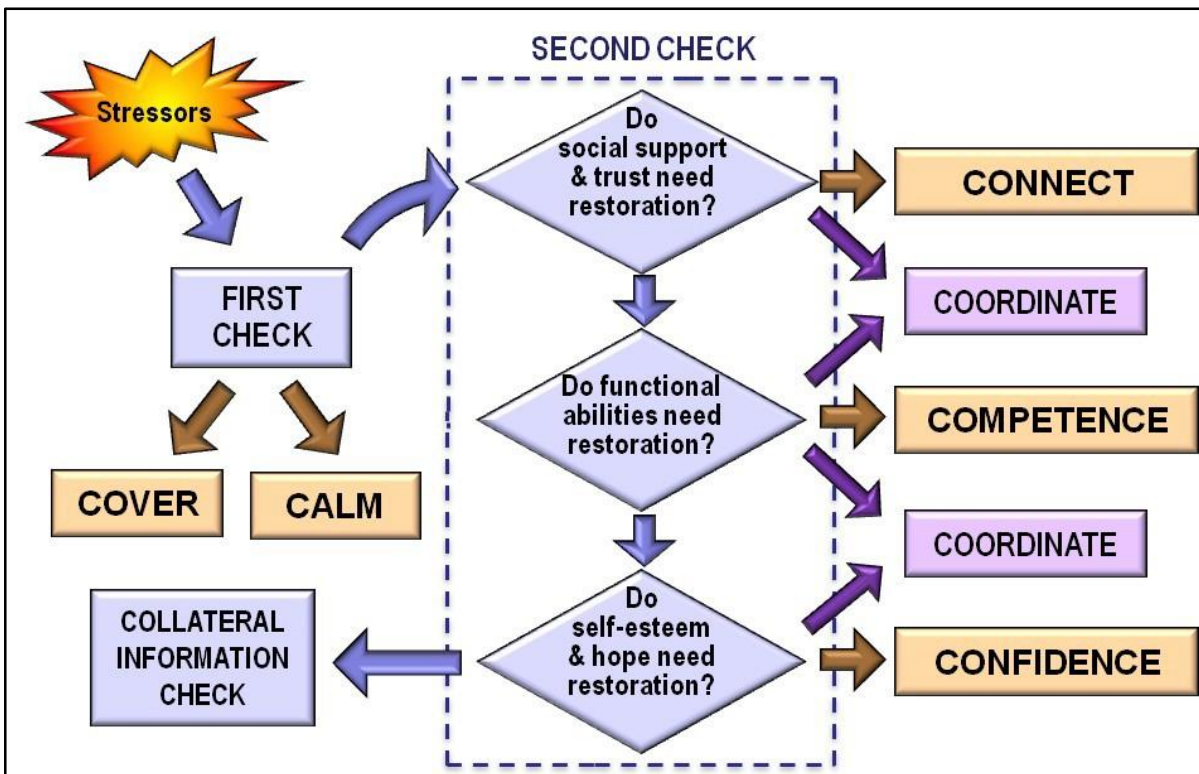 SECOND CHECK
Stressors
Do
social support
& trust need
restoration?
CONNECT
FIRST
CHECK
COORDINATE
Do functional
abilities need
restoration?
COMPETENCE
COVER
CALM
COORDINATE
Do
self-esteem
& hope need
restoration?
COLLATERAL
INFORMATION
CHECK
CONFIDENCE